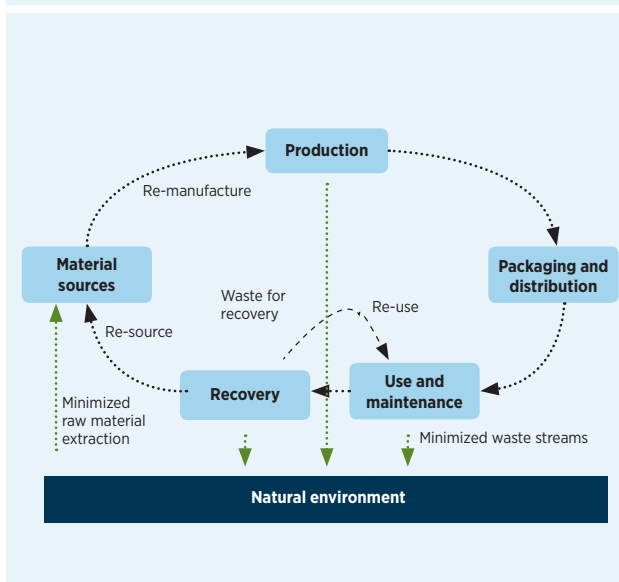 Production
Re-manufacture
Material
sources
Packaging and
distribution
Waste for
recovery
Re-use
Re-source
Recovery
Use and
maintenance
Minimized
raw material
extraction
Minimized waste streams
Natural environment